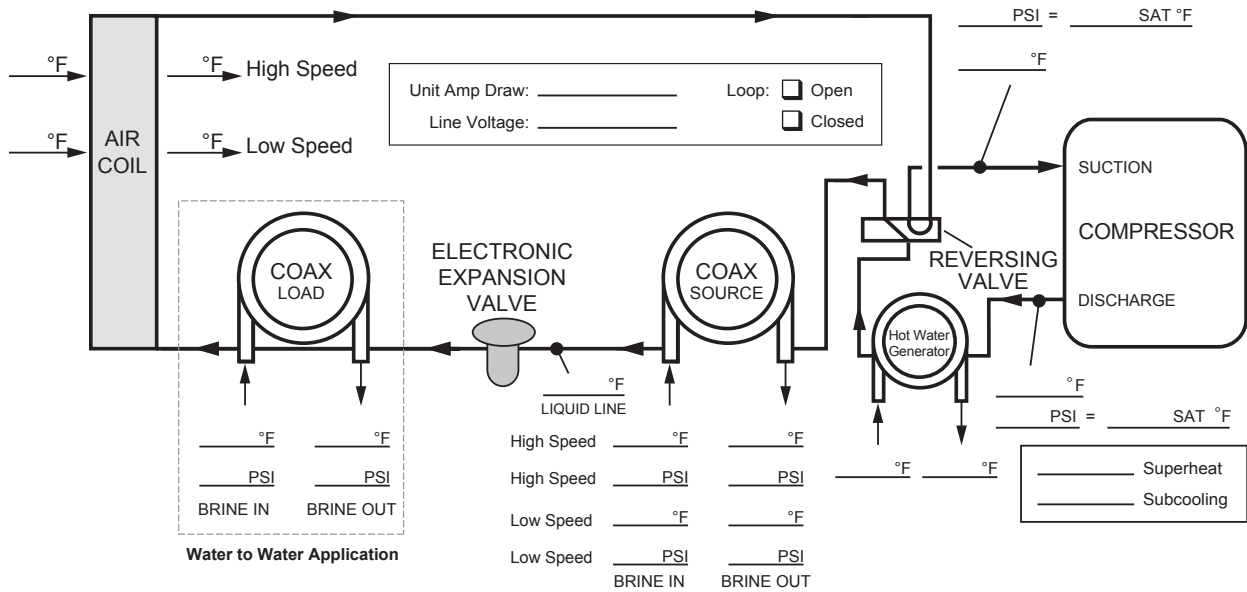 PSI = SAT °F
°F
°F °F High Speed
°F °F Low Speed
AIR
COIL
Unit Amp Draw:
Line Voltage:
Loop: Open
Closed
SUCTION
COMPRESSOR
DISCHARGE
REVERSING
VALVE
COAX
LOAD
ELECTRONIC
EXPANSION
VALVE
COAX
SOURCE
Hot Water
Generator
°F
LIQUID LINE
°F
PSI = SAT °F
°F °F
PSI PSI
BRINE IN BRINE OUT
Water to Water Application
High Speed °F °F
High Speed PSI PSI
Low Speed °F °F
Low Speed PSI PSI
BRINE IN BRINE OUT
°F °F
Superheat
Subcooling